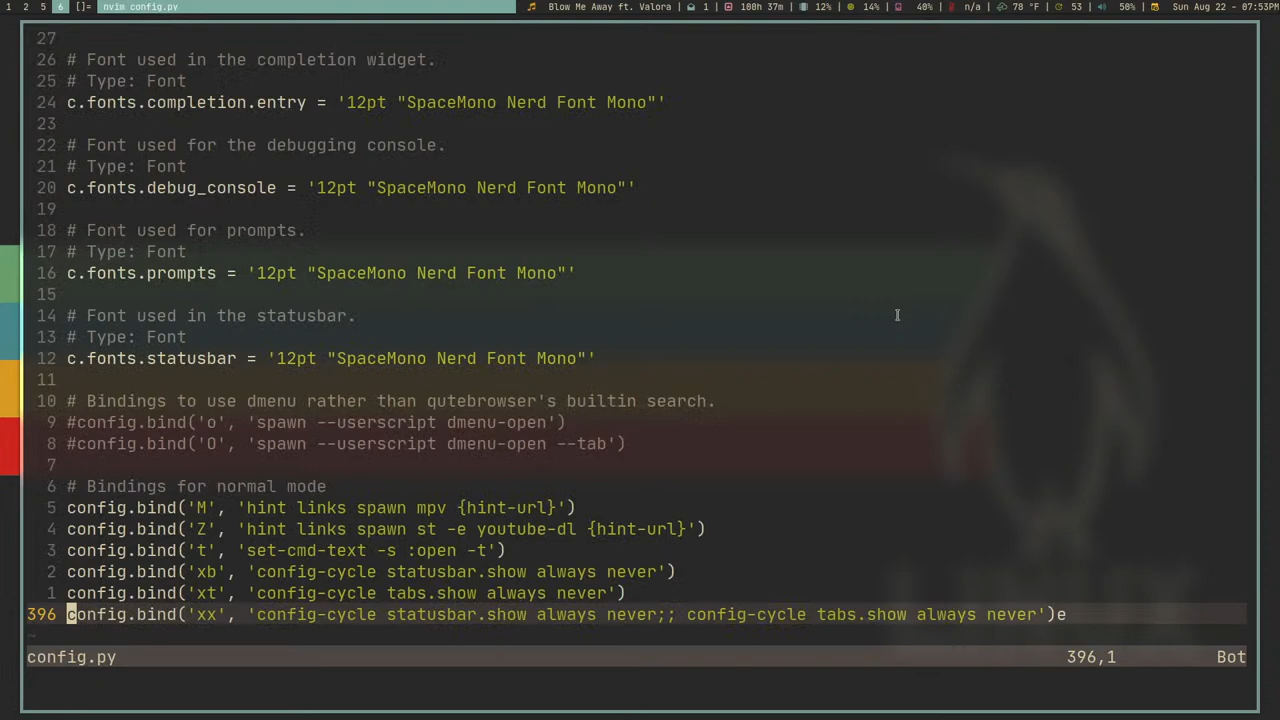 1 2 5 6 []= nvim config.py Blow Me Away ft. Valora | 1 | 100h 37m | 12% | 14% | 40% | n/a | 78 °F | 53 | 50% | Sun Aug 22 - 07:53PM
27
26 # Font used in the completion widget.
25 # Type: Font
24 c.fonts.completion.entry = '12pt "SpaceMono Nerd Font Mono"'
23
22 # Font used for the debugging console.
21 # Type: Font
20 c.fonts.debug_console = '12pt "SpaceMono Nerd Font Mono"'
19
18 # Font used for prompts.
17 # Type: Font
16 c.fonts.prompts = '12pt "SpaceMono Nerd Font Mono"'
15
14 # Font used in the statusbar.
13 # Type: Font
12 c.fonts.statusbar = '12pt "SpaceMono Nerd Font Mono"'
11
10 # Bindings to use dmenu rather than qutebrowser's builtin search.
9 #config.bind('o', 'spawn --userscript dmenu-open')
8 #config.bind('O', 'spawn --userscript dmenu-open --tab')
7
6 # Bindings for normal mode
5 config.bind('M', 'hint links spawn mpv {hint-url}')
4 config.bind('Z', 'hint links spawn st -e youtube-dl {hint-url}')
3 config.bind('t', 'set-cmd-text -s :open -t')
2 config.bind('xb', 'config-cycle statusbar.show always never')
1 config.bind('xt', 'config-cycle tabs.show always never')
396 config.bind('xx', 'config-cycle statusbar.show always never;; config-cycle tabs.show always never')e
~
config.py 396,1 Bot